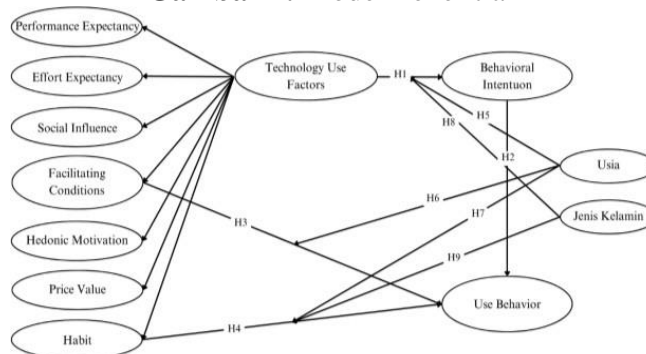 Performance Expectancy
Effort Expectancy
Social Influence
Facilitating
Conditions
Hedonic Motivation
Price Value
Habit
Technology Use
Factors
Behavioral
Intentuon
Usia
Jenis Kelamin
Use Behavior
H1
H5
H8
H2
H6
H7
H3
H9
H4